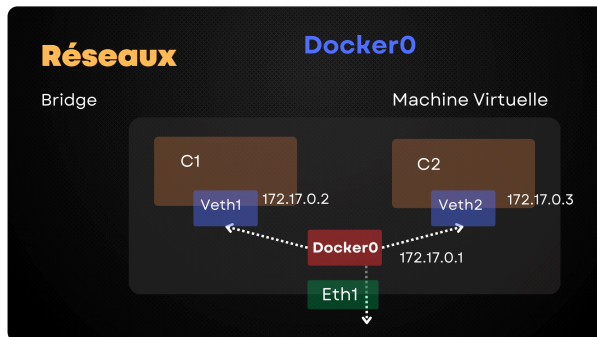 Docker0
Réseaux
Bridge
Machine Virtuelle
C1
C2
Veth1
172.17.0.2
Veth2
172.17.0.3
Docker0
172.17.0.1
Eth1